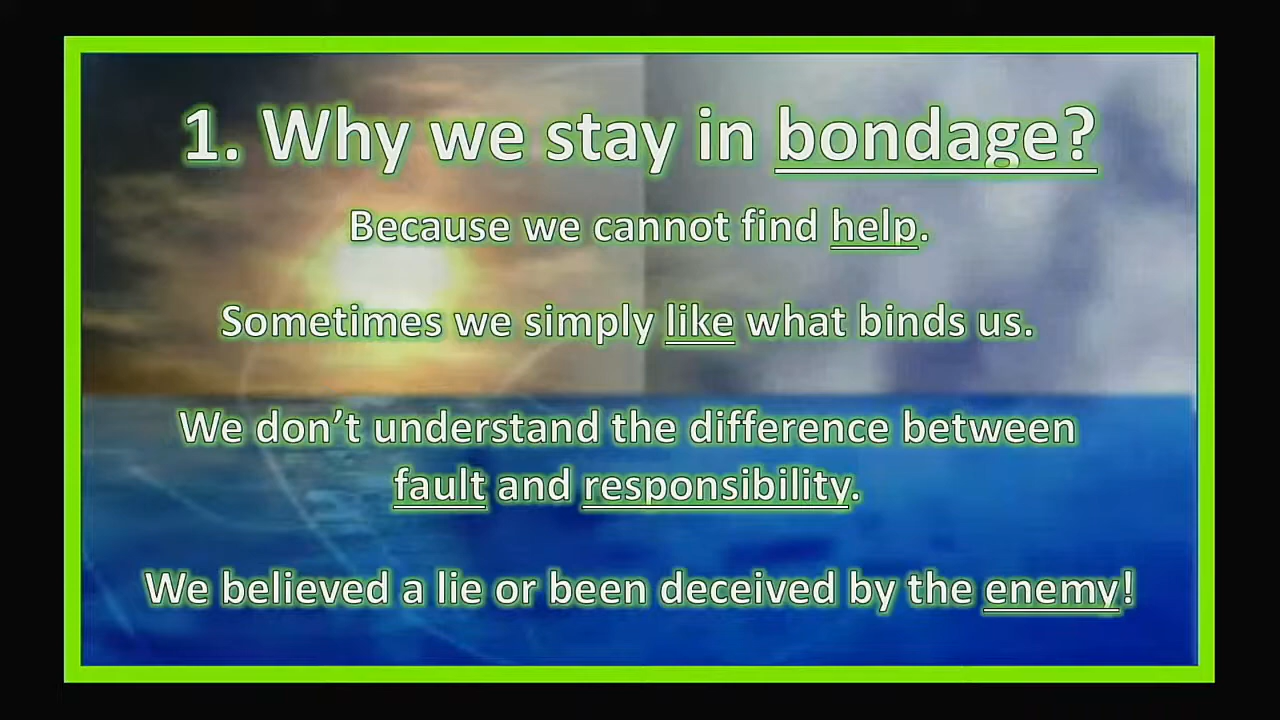 1. Why we stay in bondage?
Because we cannot find help.
Sometimes we simply like what binds us.
We don’t understand the difference between
fault and responsibility.
We believed a lie or been deceived by the enemy!